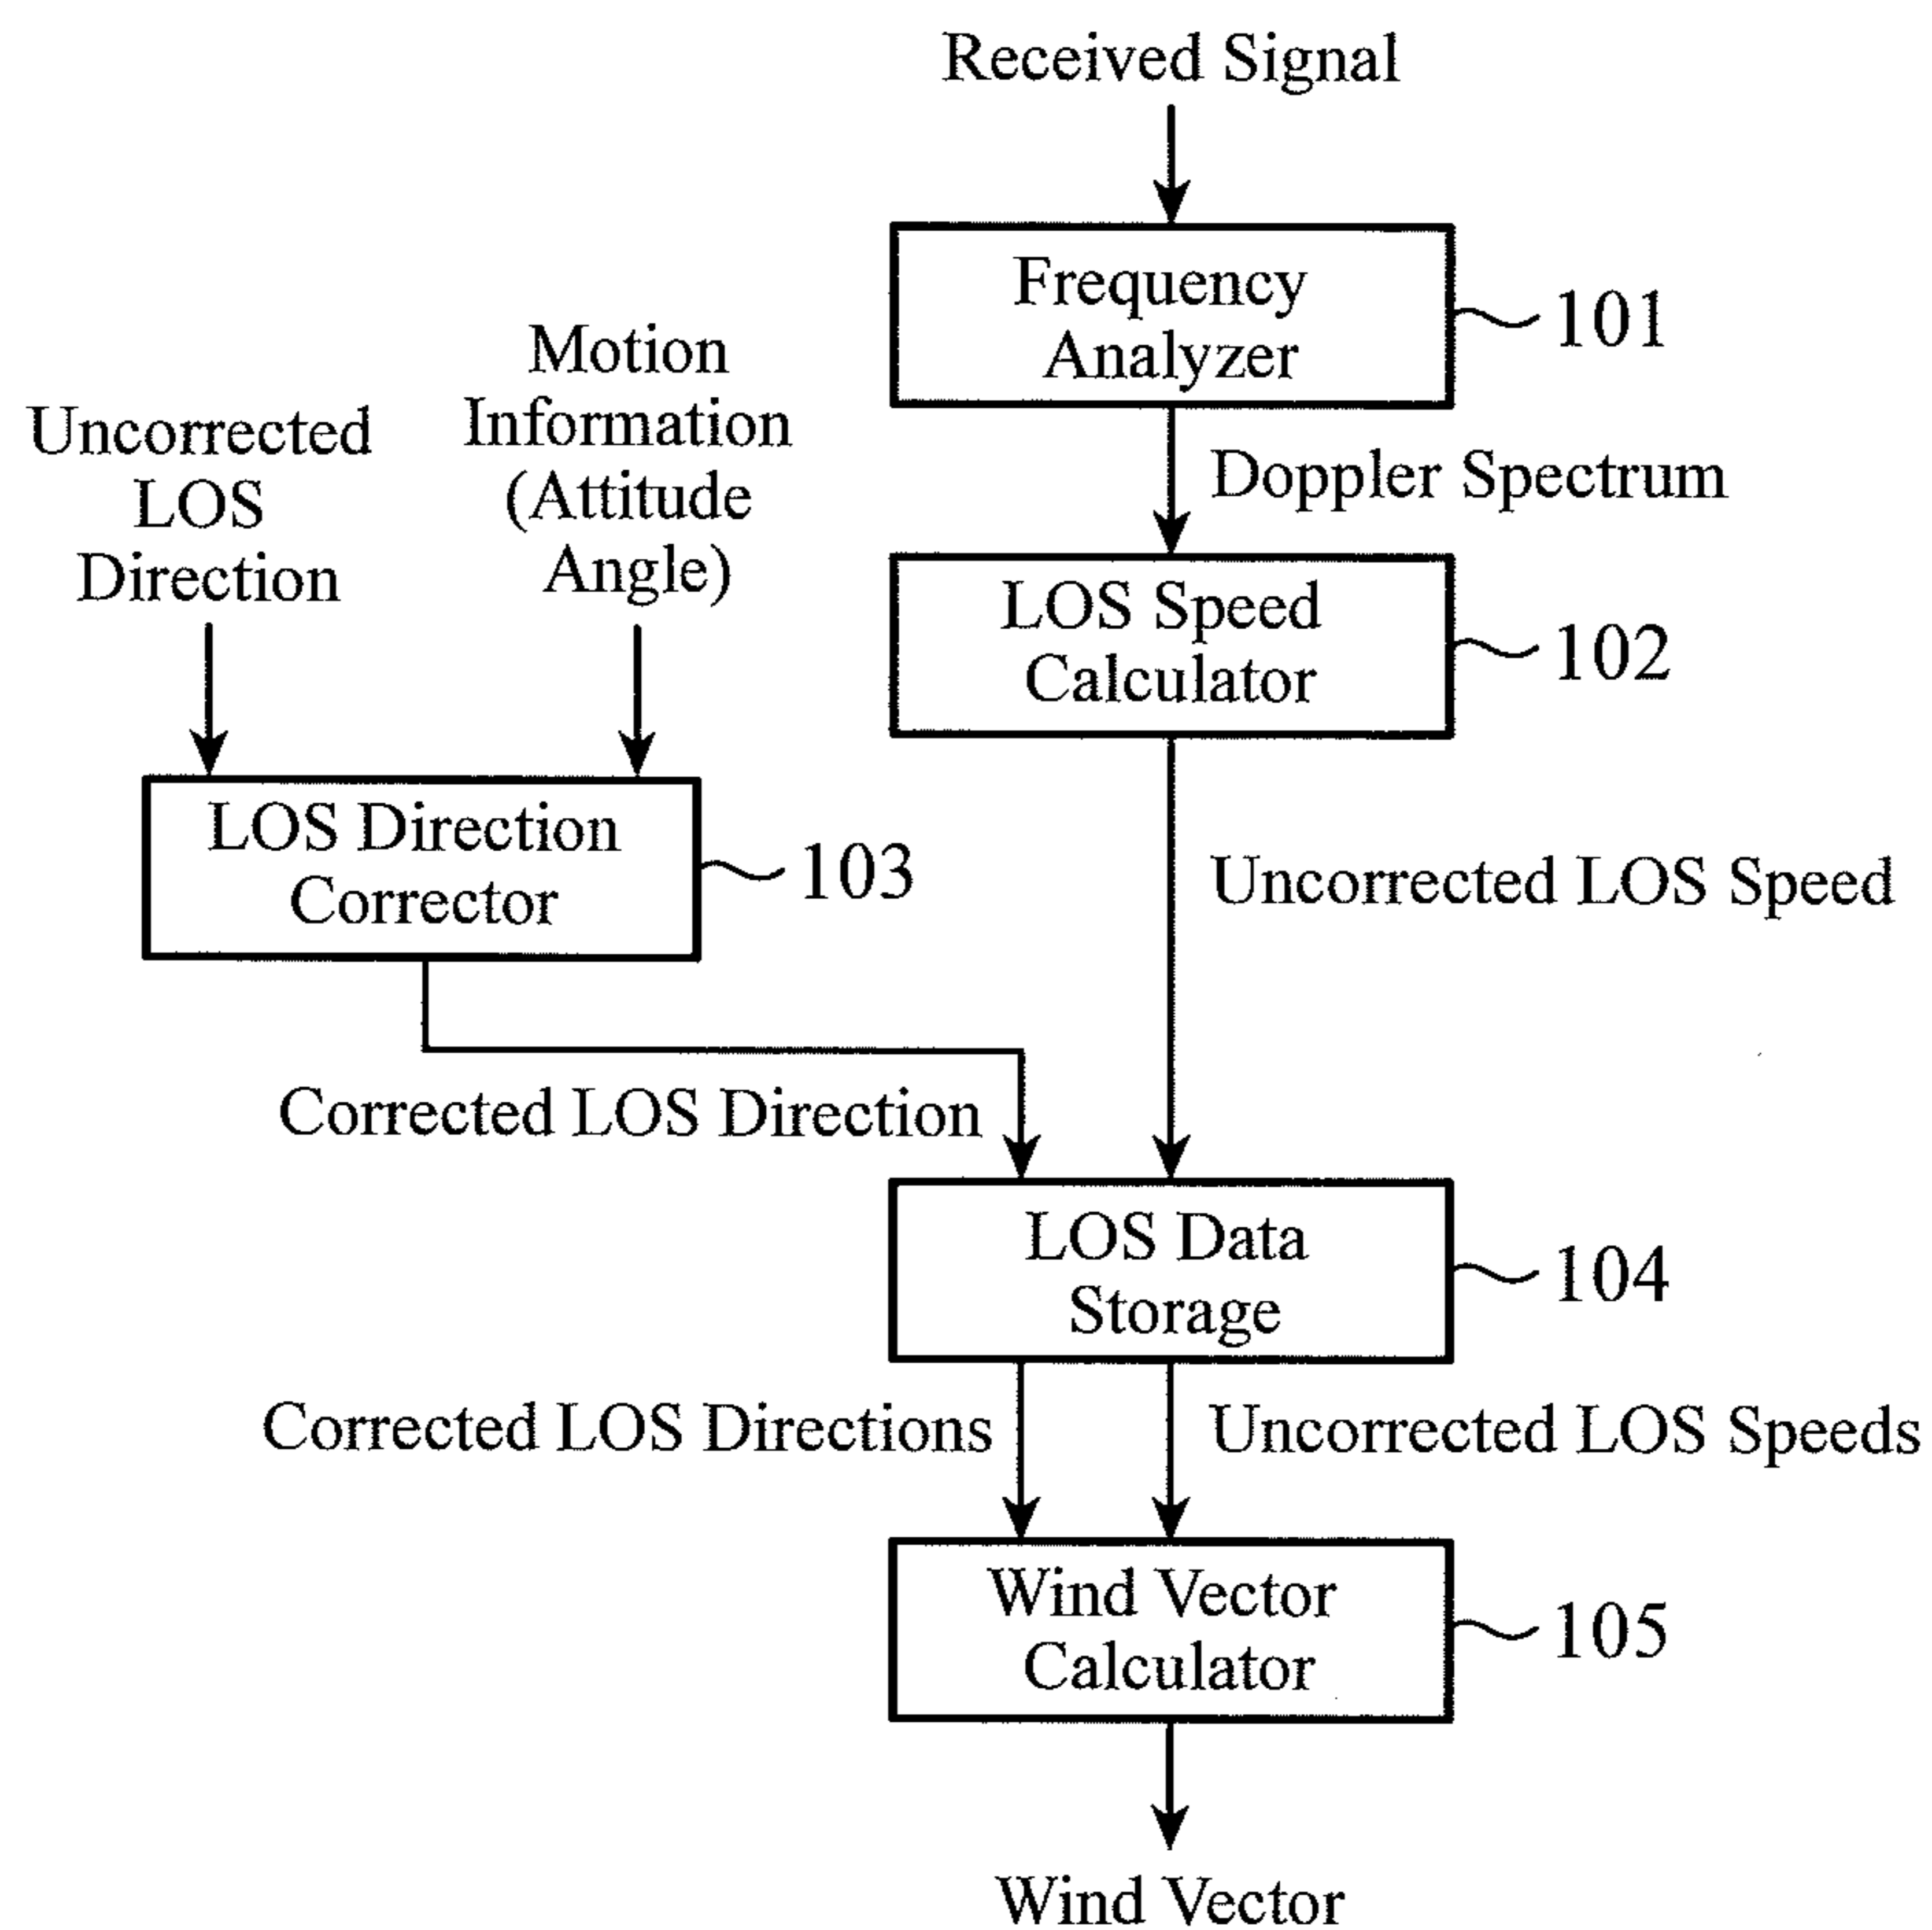 Received Signal
Frequency
Analyzer
101
Doppler Spectrum
Uncorrected
LOS
Direction
Motion
Information
(Attitude
Angle)
LOS Speed
Calculator
102
LOS Direction
Corrector
103
Uncorrected LOS Speed
Corrected LOS Direction
LOS Data
Storage
104
Corrected LOS Directions
Uncorrected LOS Speeds
Wind Vector
Calculator
105
Wind Vector